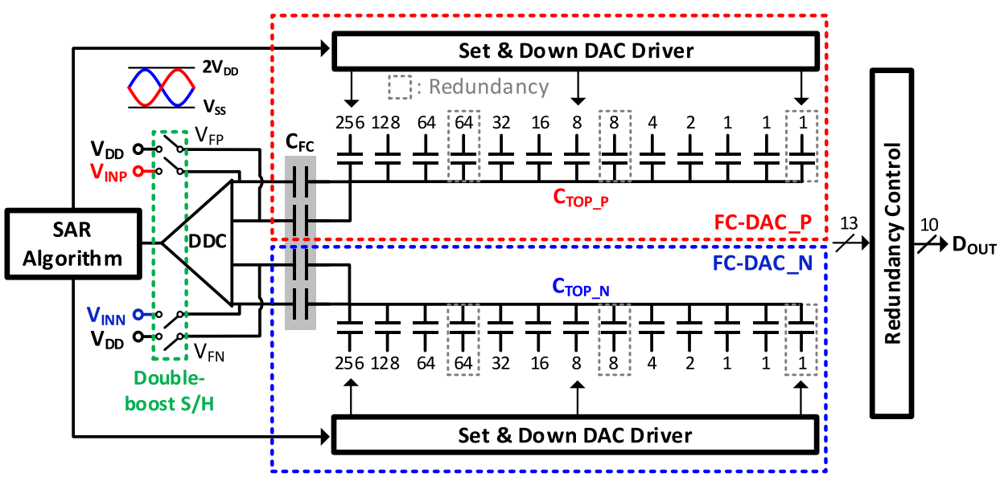 Set & Down DAC Driver
2VDD
VSS
: Redundancy
256 128 64 64 32 16 8 8 4 2 1 1 1
VFP
CFC
VDD
VINP
CTOP_P
FC-DAC_P
SAR
Algorithm
DDC
13
10
DOUT
Redundancy Control
FC-DAC_N
CTOP_N
VINN
VDD
VFN
256 128 64 64 32 16 8 8 4 2 1 1 1
Double-
boost S/H
Set & Down DAC Driver